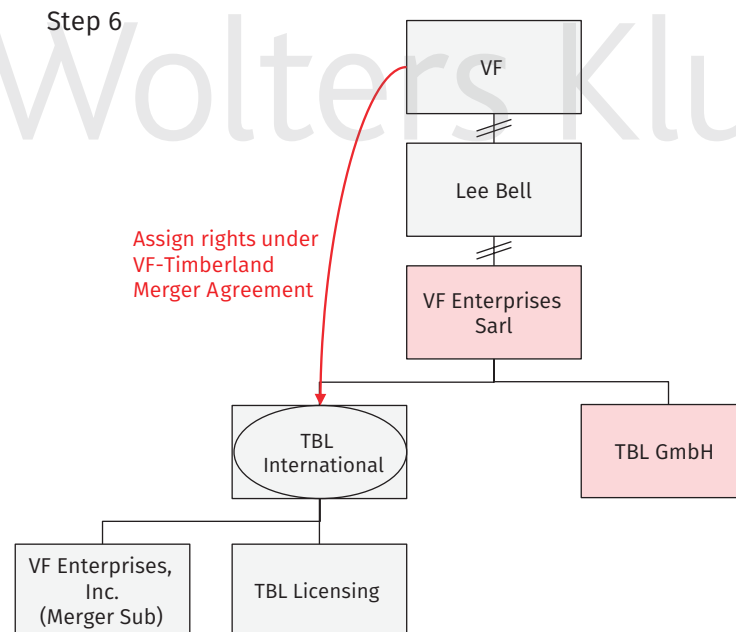 Step 6
Wolters Klu
VF
Lee Bell
Assign rights under
VF-Timberland
Merger Agreement
VF Enterprises
Sarl
TBL
International
TBL GmbH
VF Enterprises,
Inc.
(Merger Sub)
TBL Licensing